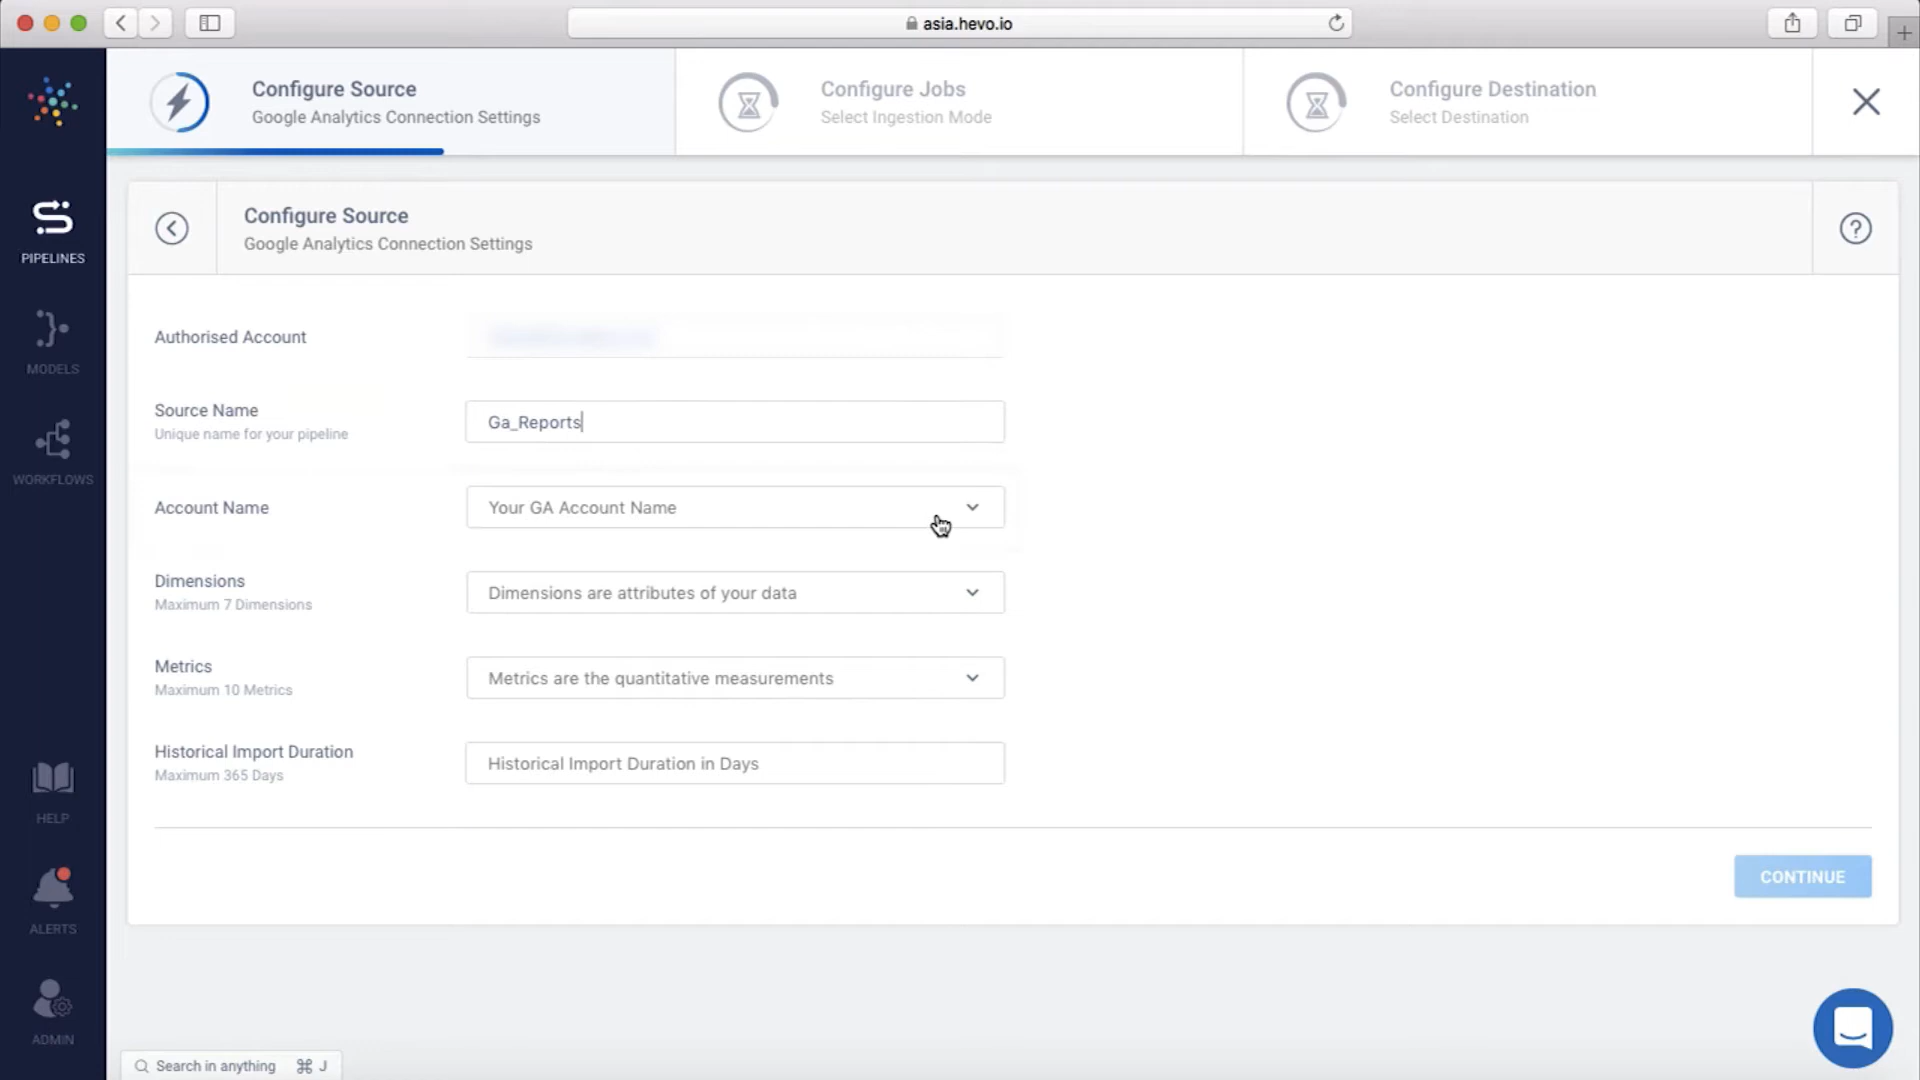 asia.hevo.io
Configure Source
Google Analytics Connection Settings
Configure Jobs
Select Ingestion Mode
Configure Destination
Select Destination
PIPELINES
MODELS
WORKFLOWS
HELP
ALERTS
ADMIN
Configure Source
Google Analytics Connection Settings
Authorised Account
Source Name
Unique name for your pipeline
Ga_Reports
Account Name
Your GA Account Name
Dimensions
Maximum 7 Dimensions
Dimensions are attributes of your data
Metrics
Maximum 10 Metrics
Metrics are the quantitative measurements
Historical Import Duration
Maximum 365 Days
Historical Import Duration in Days
CONTINUE
Search in anything ⌘ J